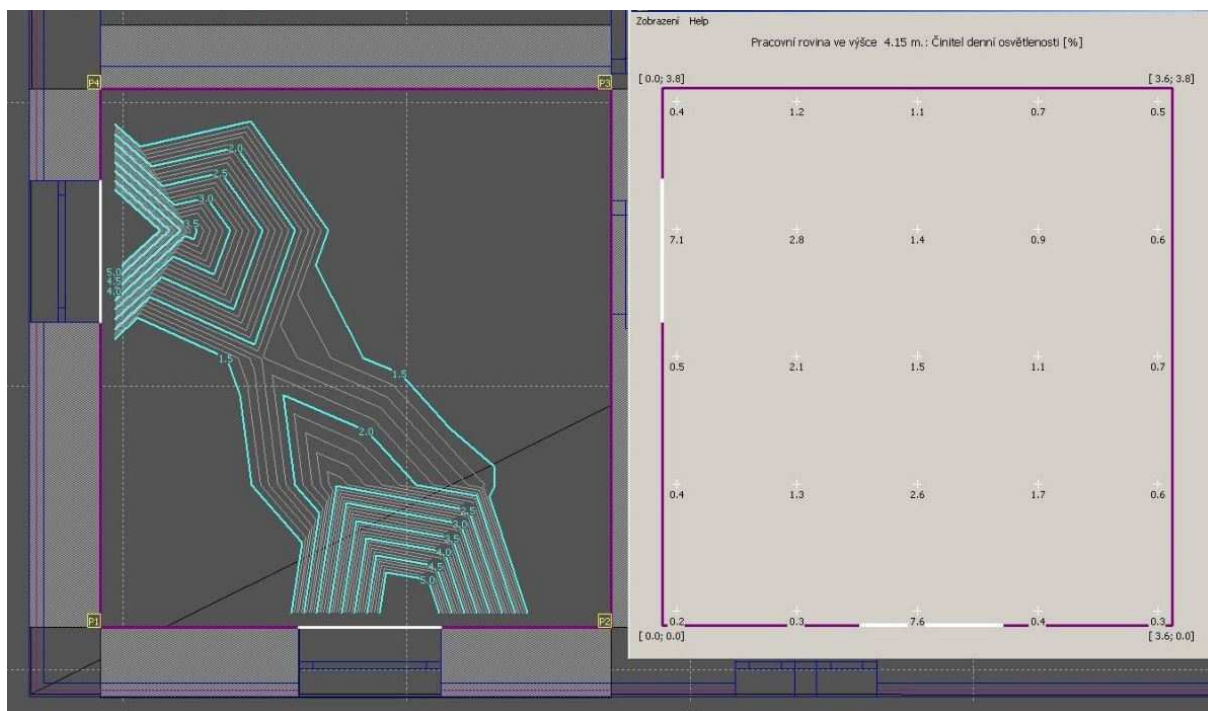 Zobrazení Help
Pracovní rovina ve výšce 4.15 m.: Činitel denní osvětlenosti [%]
[ 0.0; 3.8] [ 3.6; 3.8]
0.4 1.2 1.1 0.7 0.5
7.1 2.8 1.4 0.9 0.6
0.5 2.1 1.5 1.1 0.7
0.4 1.3 2.6 1.7 0.6
0.2 0.3 7.6 0.4 0.3
[ 0.0; 0.0] [ 3.6; 0.0]
P4 P3
2.0
2.5
3.0
3.5
5.0
4.5
4.0
1.5
1.5
2.0
2.5
3.0
3.5
4.0
4.5
5.0
P1 P2